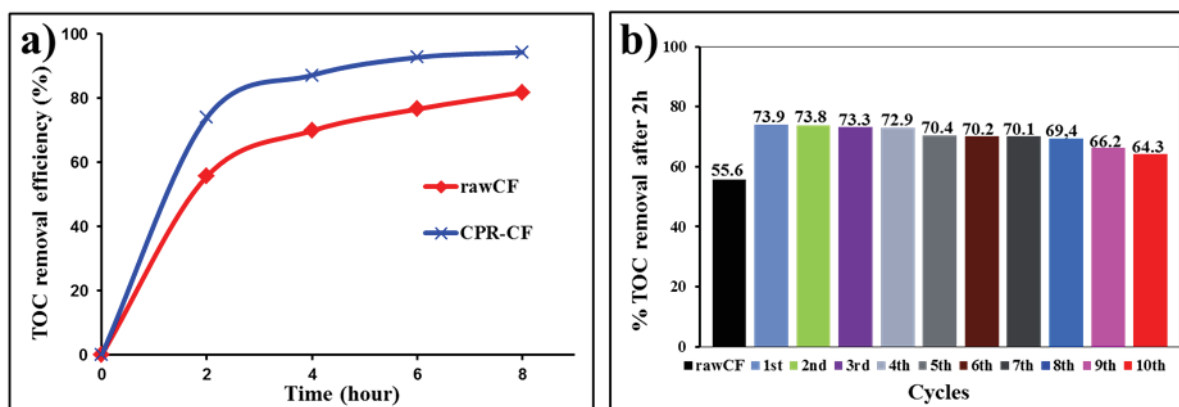 a)
TOC removal efficiency (%)
100
80
60
40
20
0
0 2 4 6 8
Time (hour)
rawCF
CPR-CF
b)
% TOC removal after 2h
100
80
60
40
20
0
55.6 73.9 73.8 73.3 72.9 70.4 70.2 70.1 69,4 66.2 64.3
rawCF 1st 2nd 3rd 4th 5th 6th 7th 8th 9th 10th
Cycles